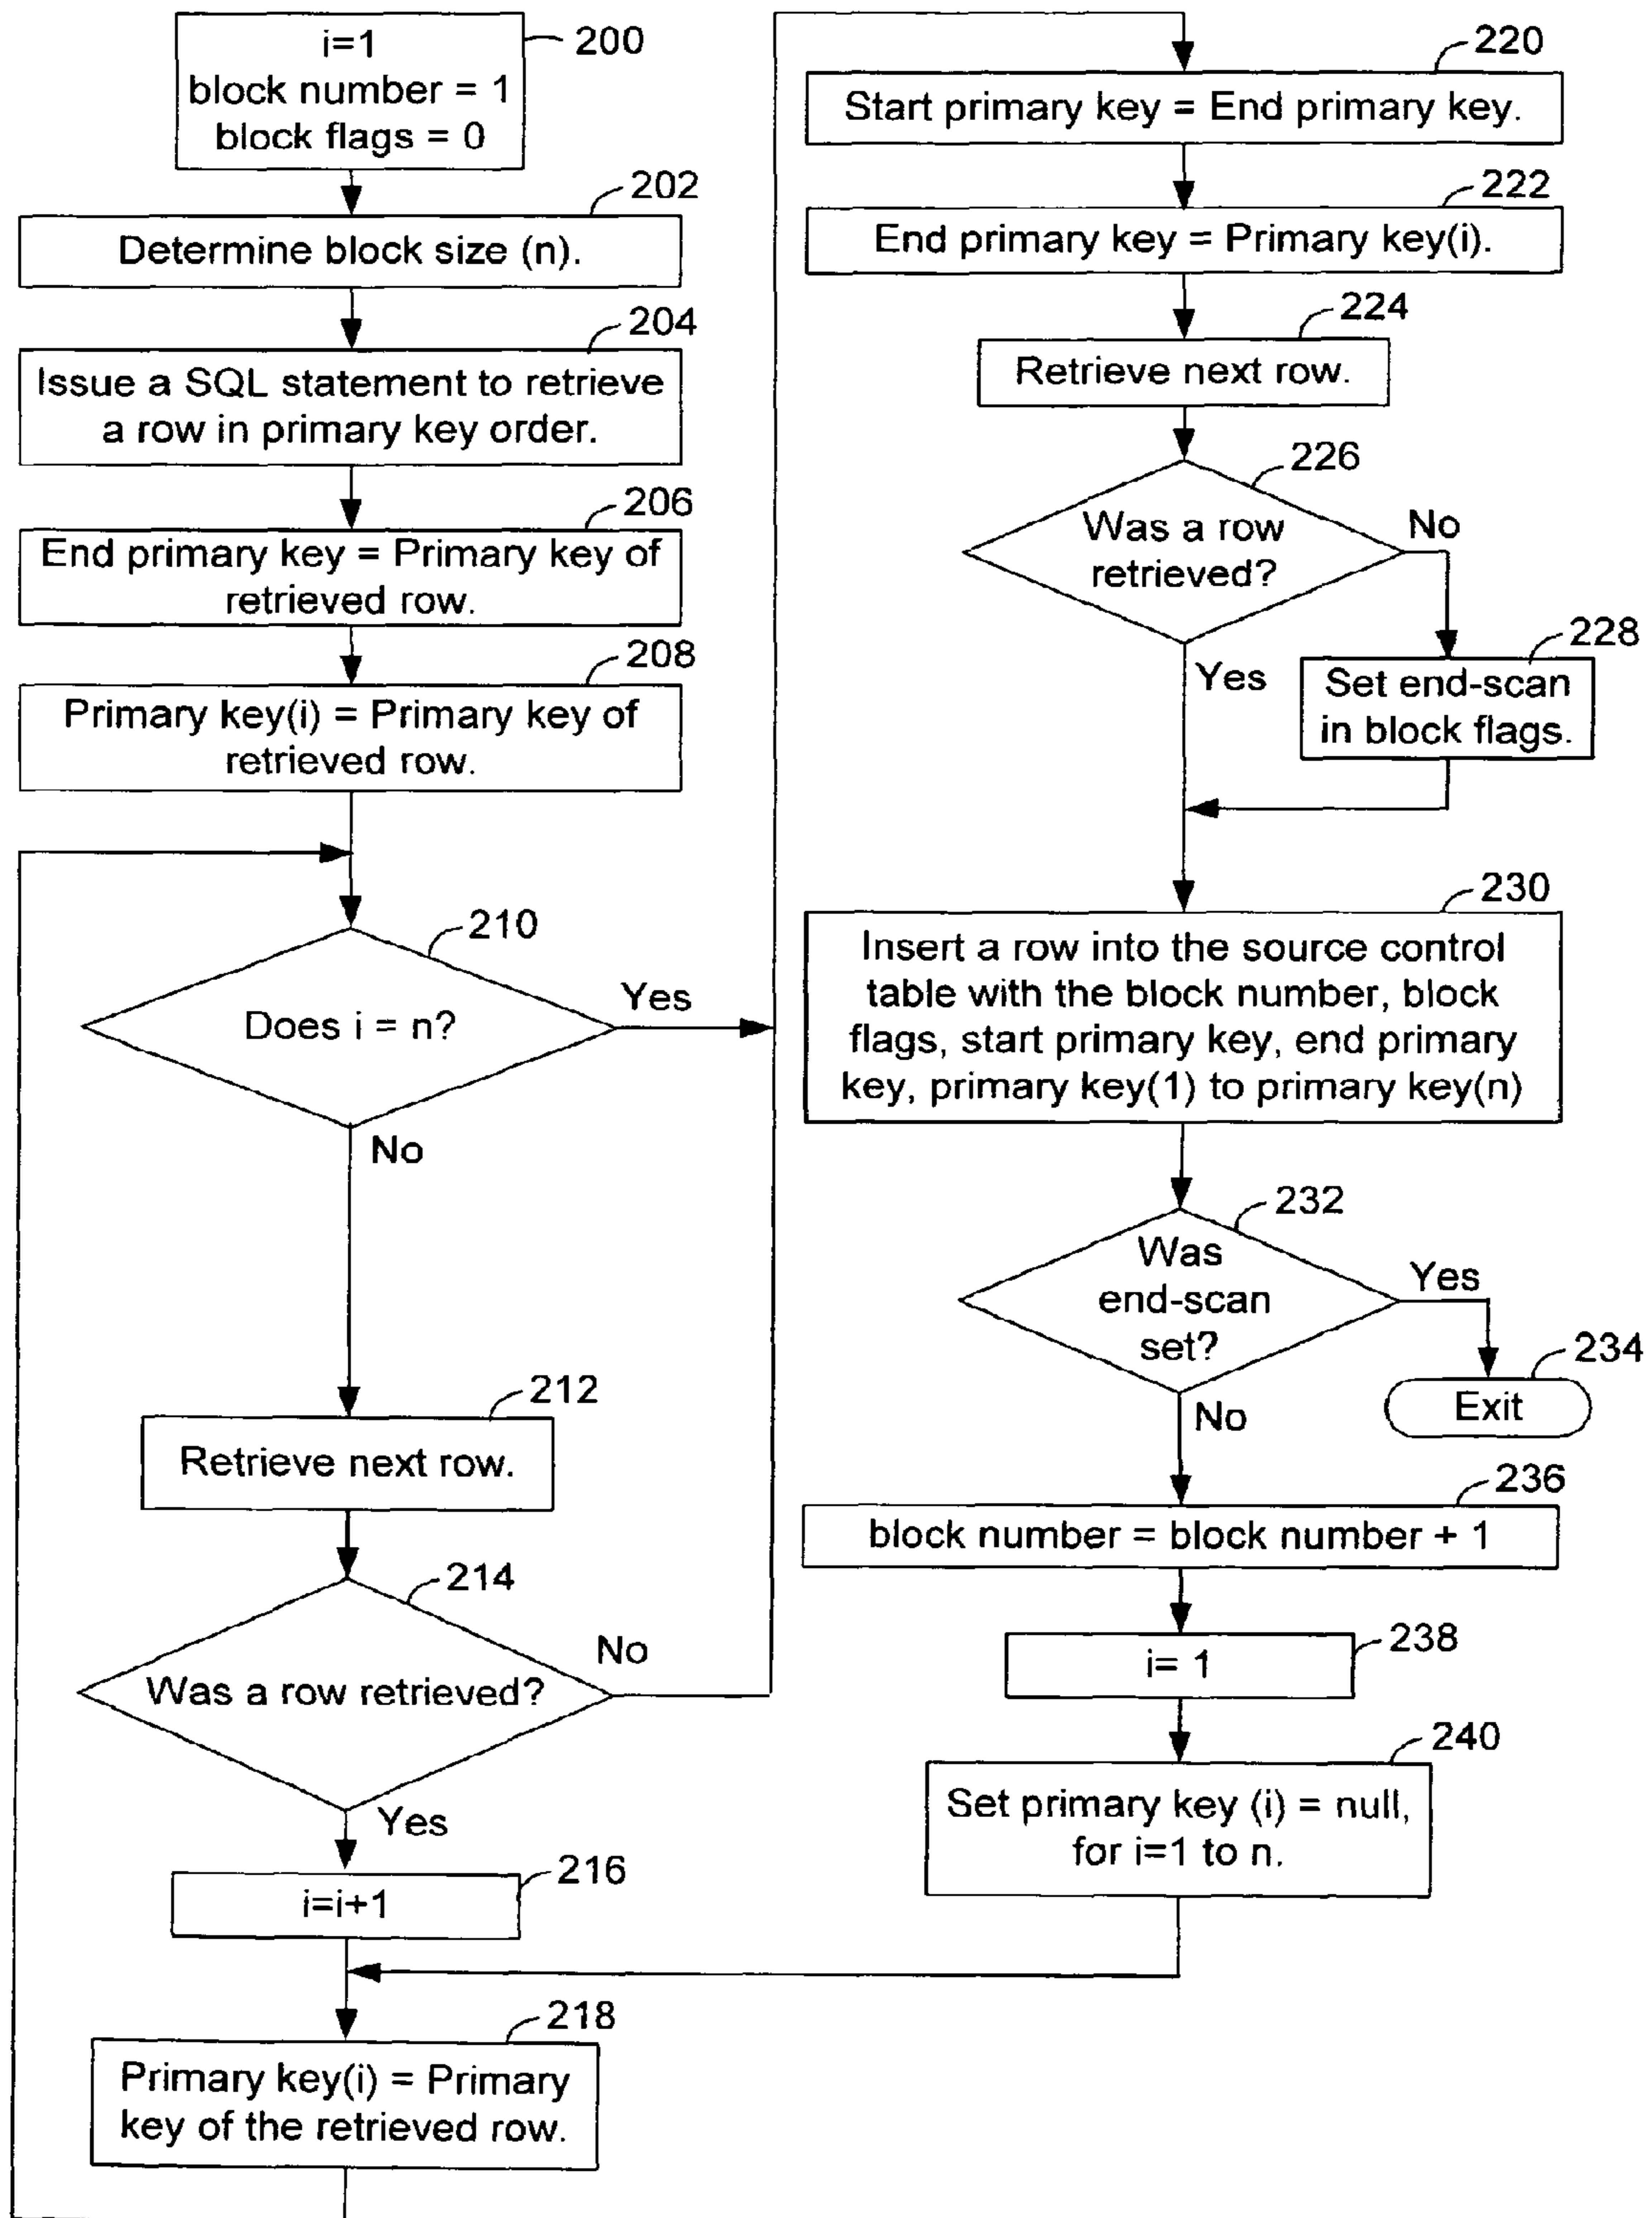 i=1
block number = 1
block flags = 0
200
202
Determine block size (n).
204
Issue a SQL statement to retrieve
a row in primary key order.
206
End primary key = Primary key of
retrieved row.
208
Primary key(i) = Primary key of
retrieved row.
210
Does i = n?
Yes
No
212
Retrieve next row.
214
Was a row retrieved?
No
Yes
216
i=i+1
218
Primary key(i) = Primary
key of the retrieved row.
220
Start primary key = End primary key.
222
End primary key = Primary key(i).
224
Retrieve next row.
226
Was a row
retrieved?
No
Yes
228
Set end-scan
in block flags.
230
Insert a row into the source control
table with the block number, block
flags, start primary key, end primary
key, primary key(1) to primary key(n)
232
Was
end-scan
set?
Yes
234
Exit
No
236
block number = block number + 1
238
i= 1
240
Set primary key (i) = null,
for i=1 to n.